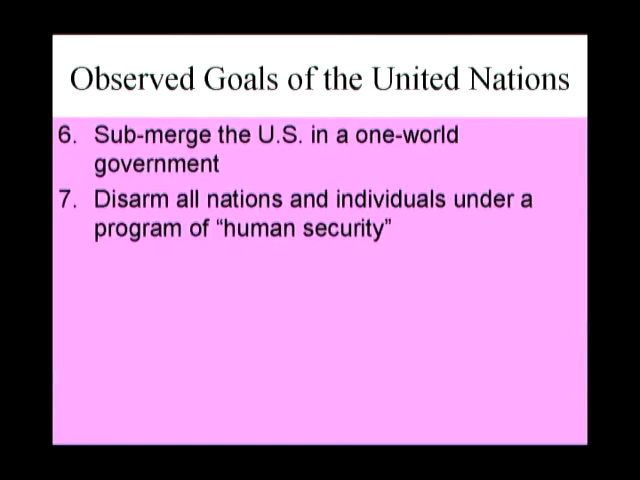 Observed Goals of the United Nations
6. Sub-merge the U.S. in a one-world
government
7. Disarm all nations and individuals under a
program of “human security”